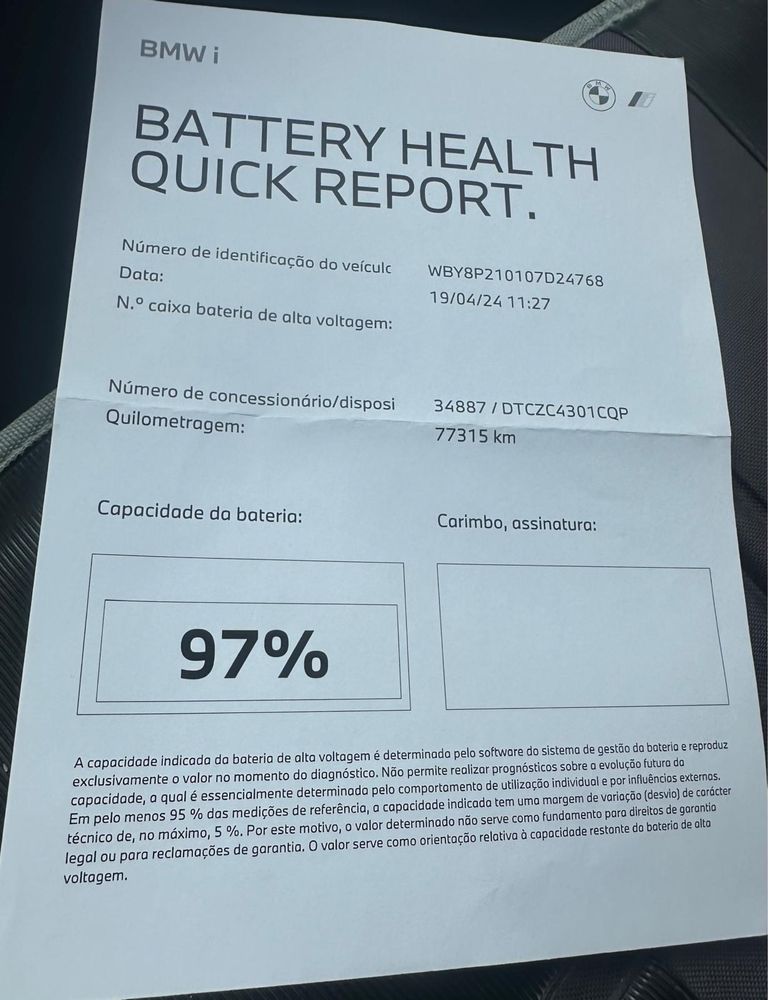 BMW i
BATTERY HEALTH
QUICK REPORT.
Número de identificação do veículc WBY8P210107D24768
Data: 19/04/24 11:27
N.º caixa bateria de alta voltagem:
Número de concessionário/disposi 34887 / DTCZC4301CQP
Quilometragem: 77315 km
Capacidade da bateria: Carimbo, assinatura:
97%
A capacidade indicada da bateria de alta voltagem é determinada pelo software do sistema de gestão da bateria e reproduz
exclusivamente o valor no momento do diagnóstico. Não permite realizar prognósticos sobre a evolução futura da
capacidade, a qual é essencialmente determinada pelo comportamento de utilização individual e por influências externas.
Em pelo menos 95 % das medições de referência, a capacidade indicada tem uma margem de variação (desvio) de carácter
técnico de, no máximo, 5 %. Por este motivo, o valor determinado não serve como fundamento para direitos de garantia
legal ou para reclamações de garantia. O valor serve como orientação relativa à capacidade restante da bateria de alta
voltagem.